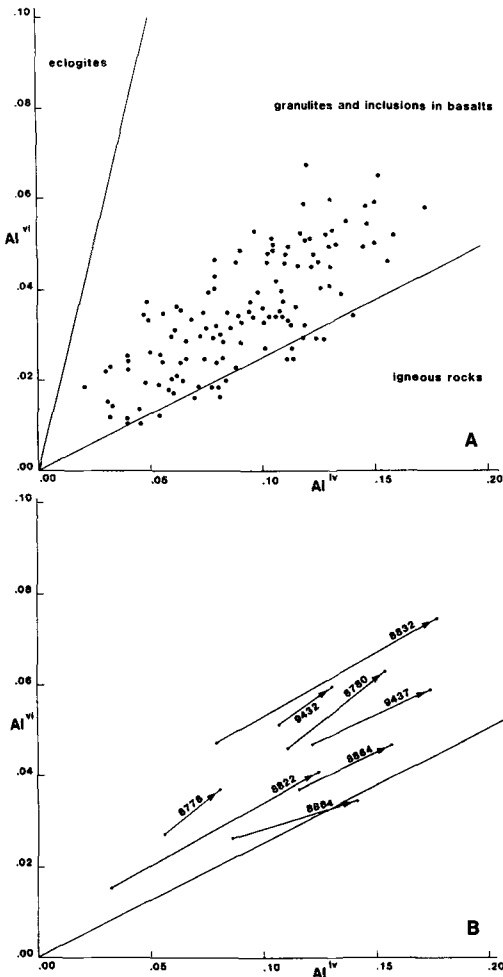 .10
eclogites
.08
granulites and inclusions in basalts
.06
Al vi
.04
.02
igneous rocks
A
.00
.00 .05 .10 .15 .20
Al iv
.10
.08
8832
9432
8780
9437
.06
Al vi
8884
8822
8778
8884
.04
.02
B
.00
.00 .05 .10 .15 .20
Al iv